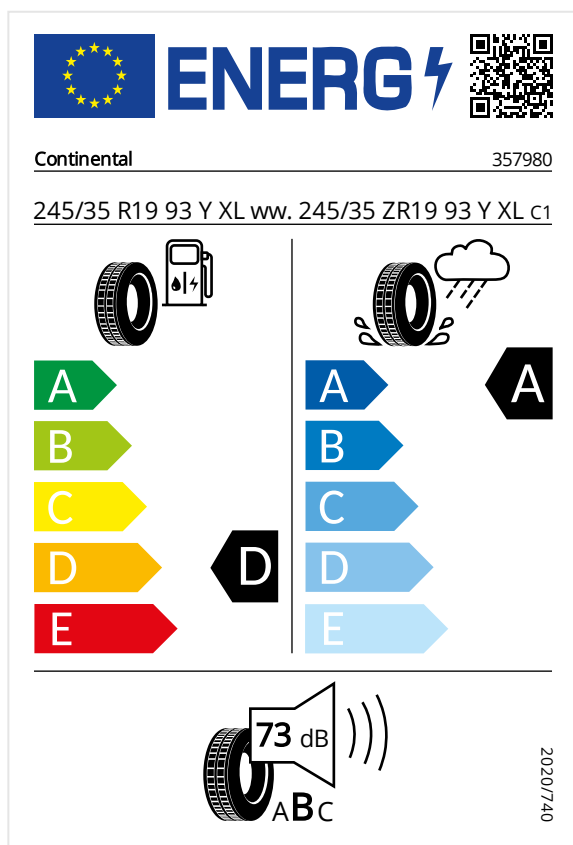 ENERG
Continental 357980
245/35 R19 93 Y XL ww. 245/35 ZR19 93 Y XL C1
A
B
C
D
E
D
A
B
C
D
E
A
73 dB
ABC
2020/740